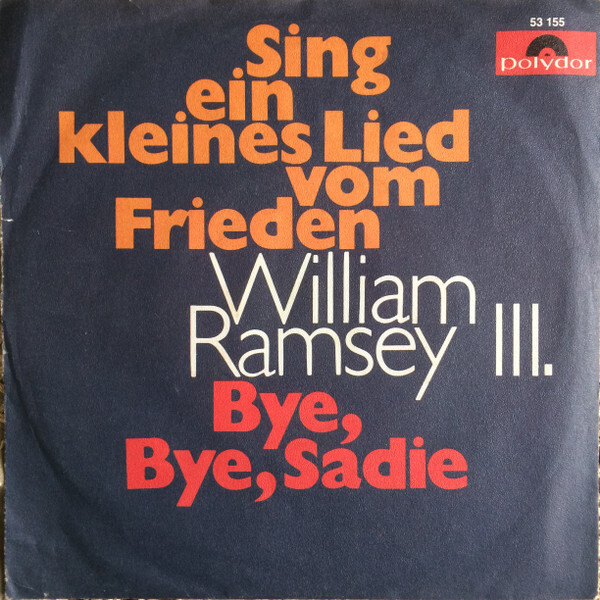 53 155
polydor
Sing
ein
kleines Lied
vom
Frieden
William
Ramsey III.
Bye,
Bye, Sadie